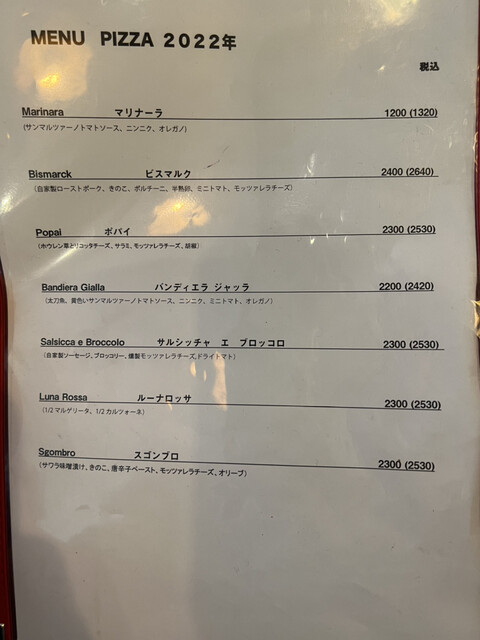 MENU PIZZA 2022年
税込
Marinara マリナーラ 1200 (1320)
(サンマルツァーノトマトソース、ニンニク、オレガノ)
Bismarck ビスマルク 2400 (2640)
(自家製ローストポーク、きのこ、ポルチーニ、半熟卵、ミニトマト、モッツァレラチーズ)
Popai ポパイ 2300 (2530)
(ホウレン草とリコッタチーズ、サラミ、モッツァレラチーズ、胡椒)
Bandiera Gialla バンディエラ ジャッラ 2200 (2420)
(太刀魚、黄色いサンマルツァーノトマトソース、ニンニク、ミニトマト、オレガノ)
Salsicca e Broccolo サルシッチャ エ ブロッコロ 2300 (2530)
(自家製ソーセージ、ブロッコリー、燻製モッツァレラチーズ,ドライトマト)
Luna Rossa ルーナロッサ 2300 (2530)
(1/2マルゲリータ、1/2カルツォーネ)
Sgombro スゴンブロ 2300 (2530)
(サワラ味噌漬け、きのこ、唐辛子ペースト、モッツァレラチーズ、オリーブ)